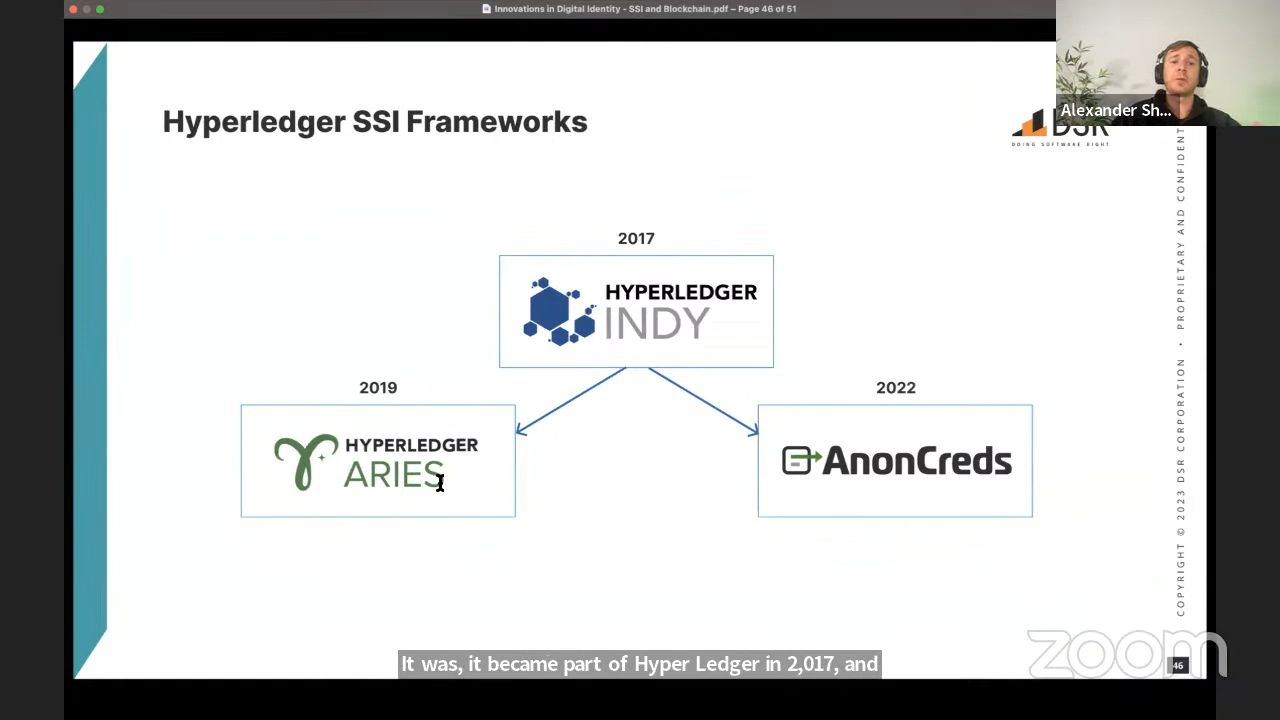 Innovations in Digital Identity - SSI and Blockchain.pdf – Page 46 of 51
Alexander Sh...
Hyperledger SSI Frameworks
DSR
DOING SOFTWARE RIGHT
COPYRIGHT © 2023 DSR CORPORATION • PROPRIETARY AND CONFIDENT
2017
HYPERLEDGER
INDY
2019
HYPERLEDGER
ARIES
2022
AnonCreds
It was, it became part of Hyper Ledger in 2,017, and
zoom
46